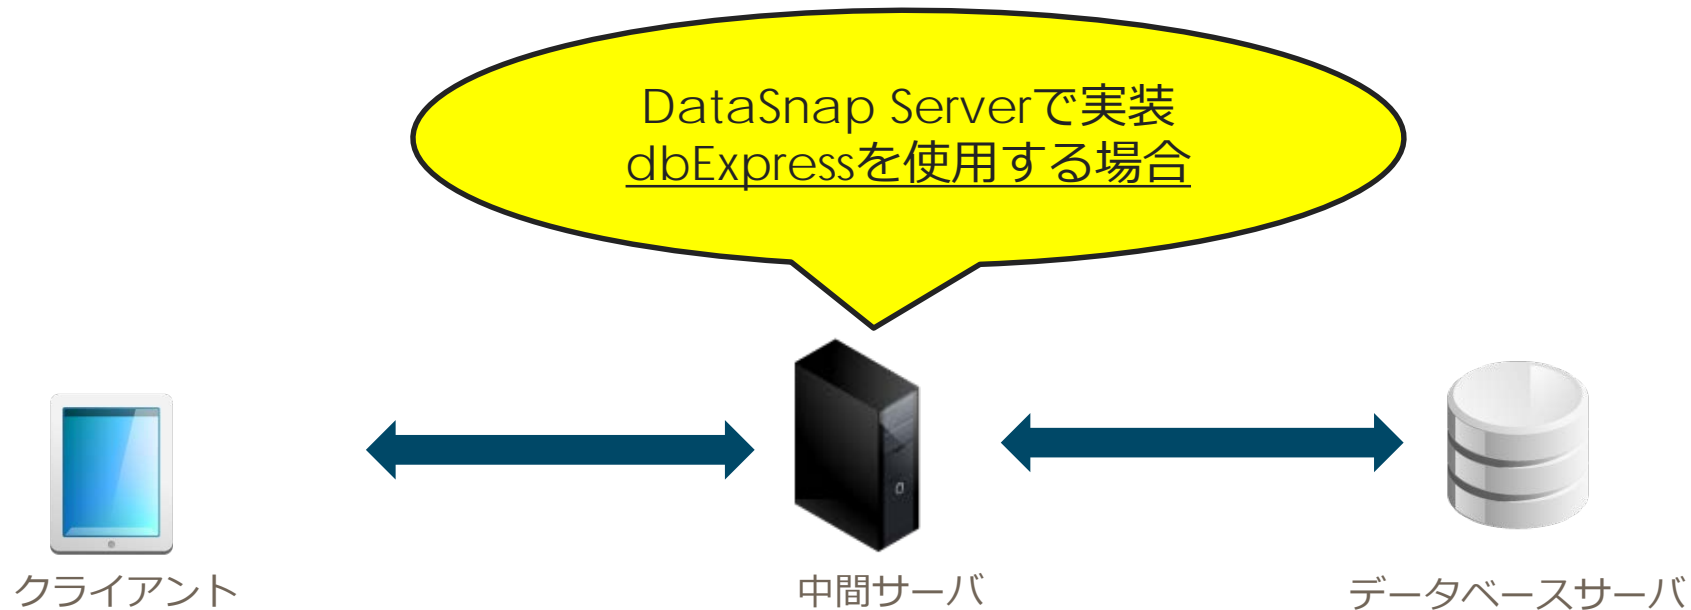 DataSnap Serverで実装
dbExpressを使用する場合
クライアント
中間サーバ
データベースサーバ